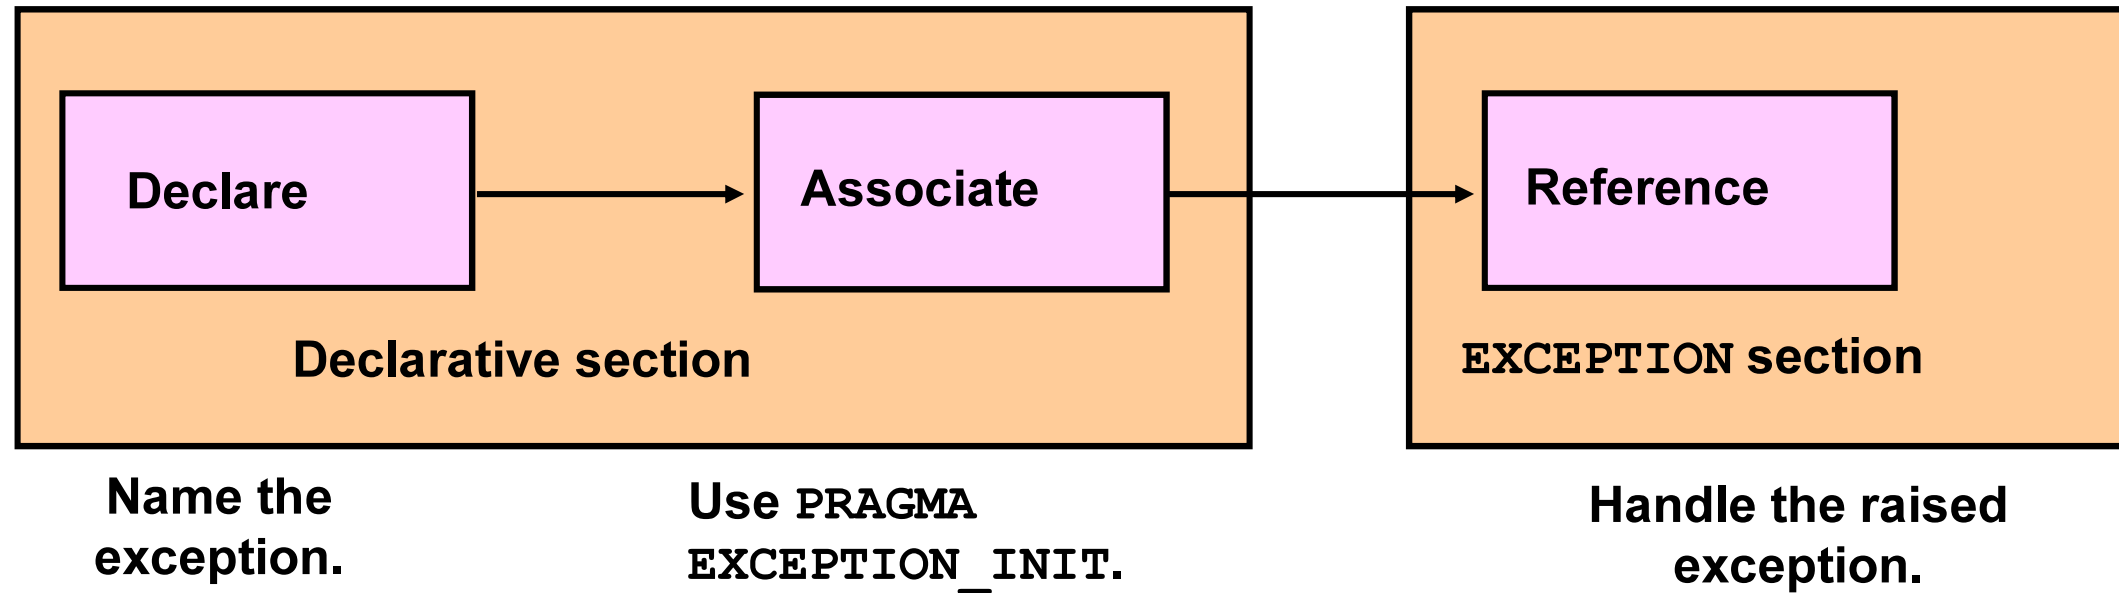 Declare
Associate
Reference
Declarative section
EXCEPTION section
Name the
exception.
Use PRAGMA
EXCEPTION_INIT.
Handle the raised
exception.